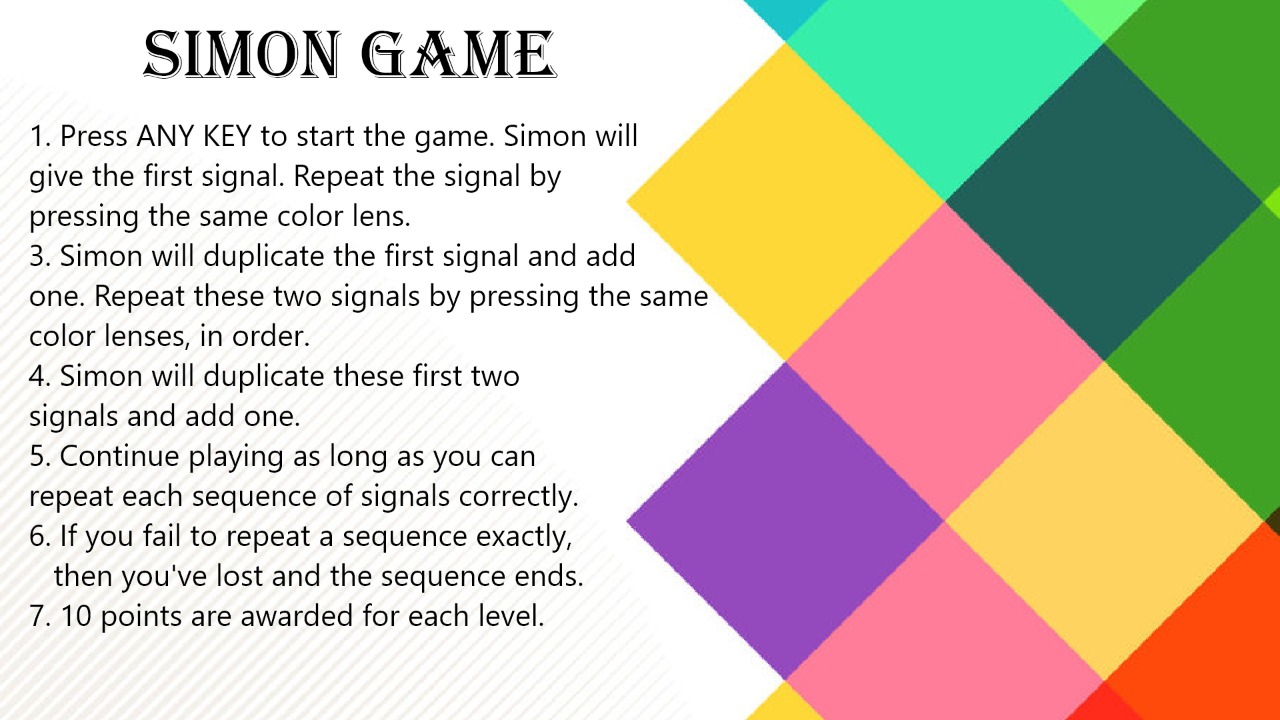 SIMON GAME
1. Press ANY KEY to start the game. Simon will
give the first signal. Repeat the signal by
pressing the same color lens.
3. Simon will duplicate the first signal and add
one. Repeat these two signals by pressing the same
color lenses, in order.
4. Simon will duplicate these first two
signals and add one.
5. Continue playing as long as you can
repeat each sequence of signals correctly.
6. If you fail to repeat a sequence exactly,
then you've lost and the sequence ends.
7. 10 points are awarded for each level.